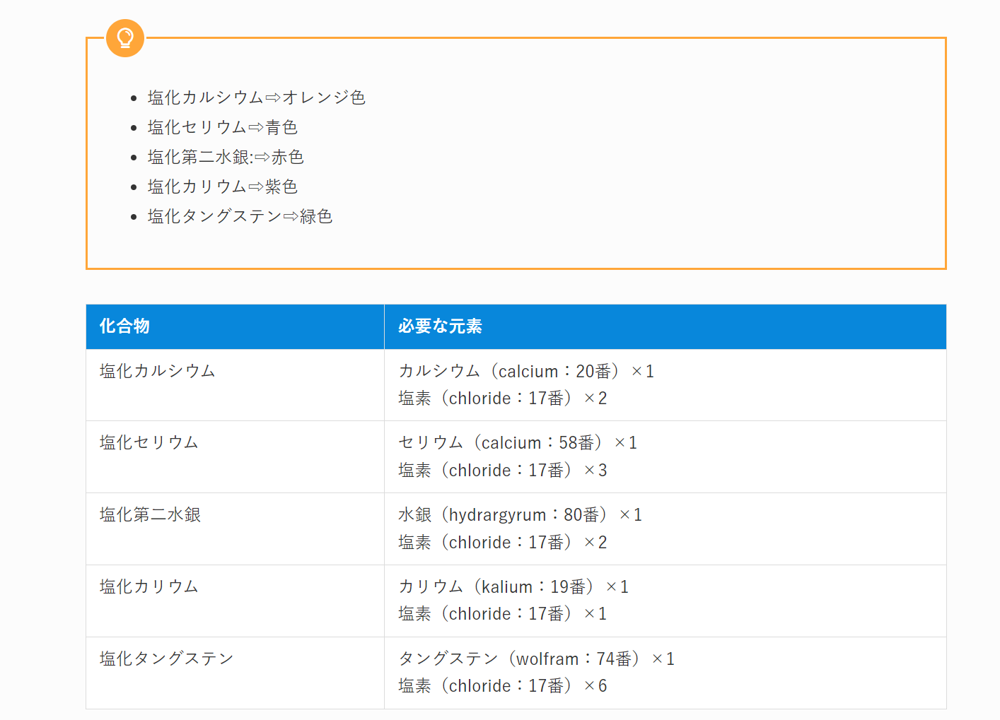 塩化カルシウム⇨オレンジ色
塩化セリウム⇨青色
塩化第二水銀:⇨赤色
塩化カリウム⇨紫色
塩化タングステン⇨緑色
化合物
必要な元素
塩化カルシウム
カルシウム（calcium：20番）×1
塩素（chloride：17番）×2
塩化セリウム
セリウム（calcium：58番）×1
塩素（chloride：17番）×3
塩化第二水銀
水銀（hydrargyrum：80番）×1
塩素（chloride：17番）×2
塩化カリウム
カリウム（kalium：19番）×1
塩素（chloride：17番）×1
塩化タングステン
タングステン（wolfram：74番）×1
塩素（chloride：17番）×6